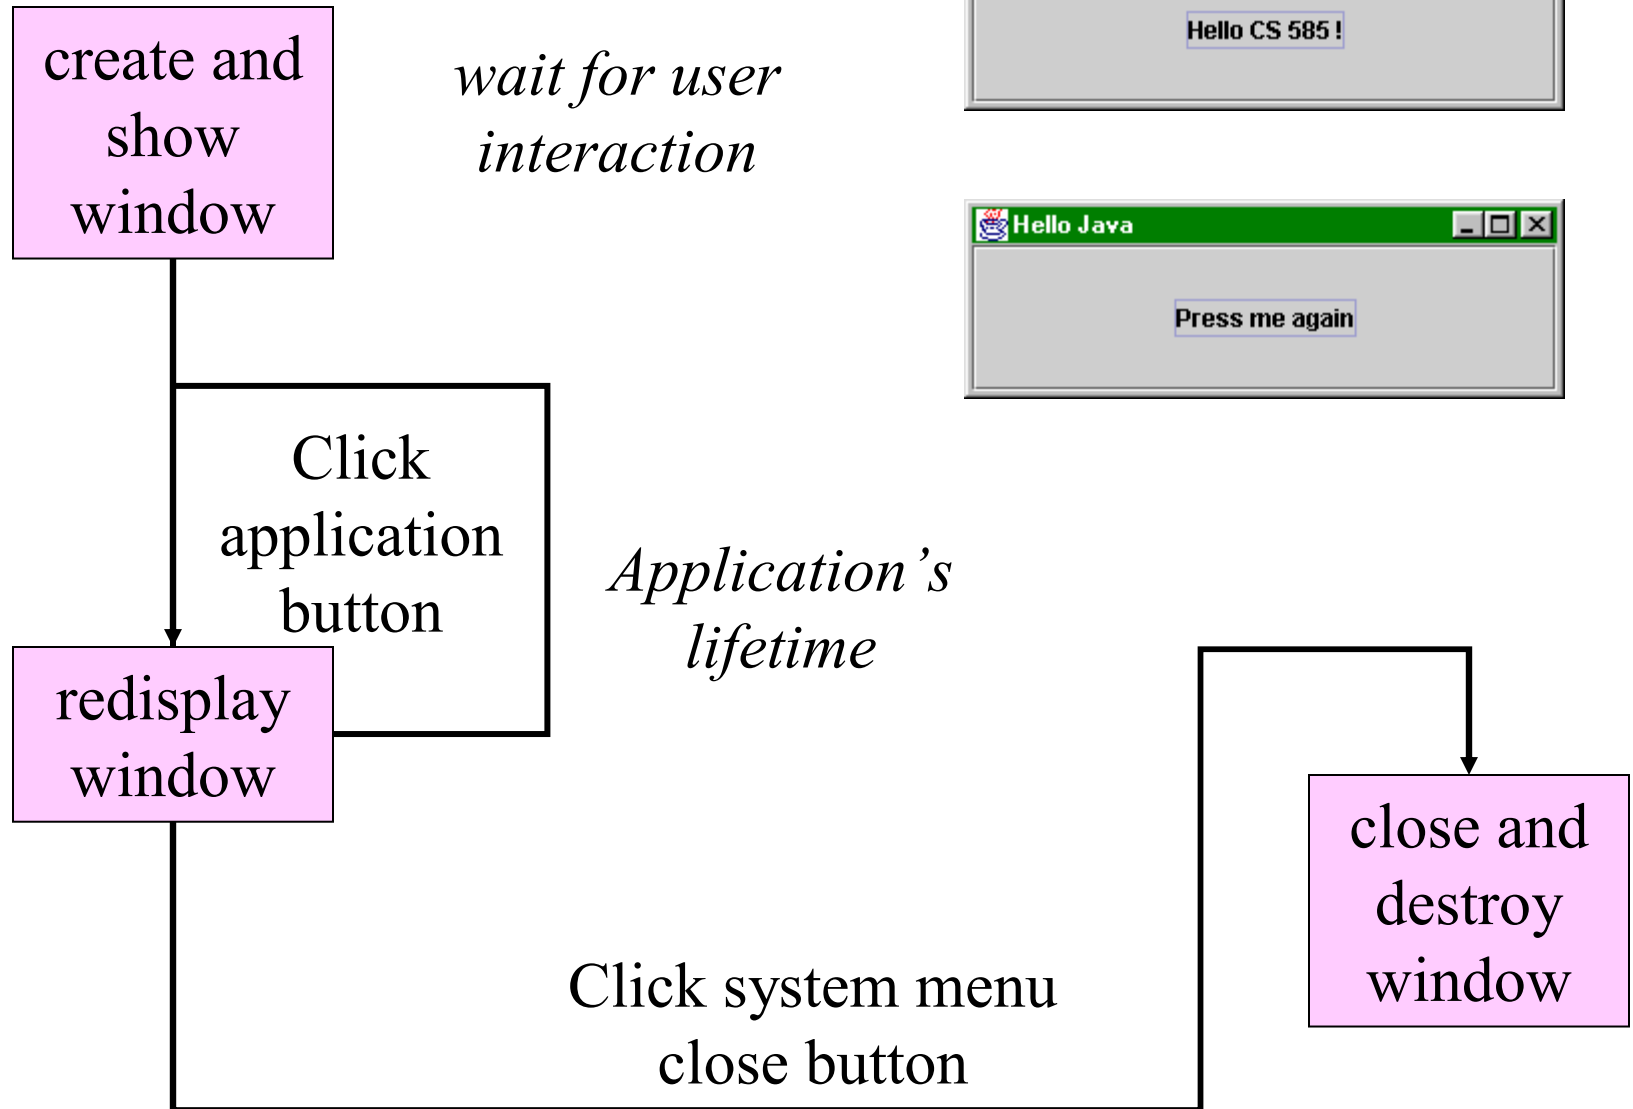 create and
show
window
wait for user
interaction
Hello CS 585 !
Hello Java
Press me again
Click
application
button
Application’s
lifetime
redisplay
window
close and
destroy
window
Click system menu
close button